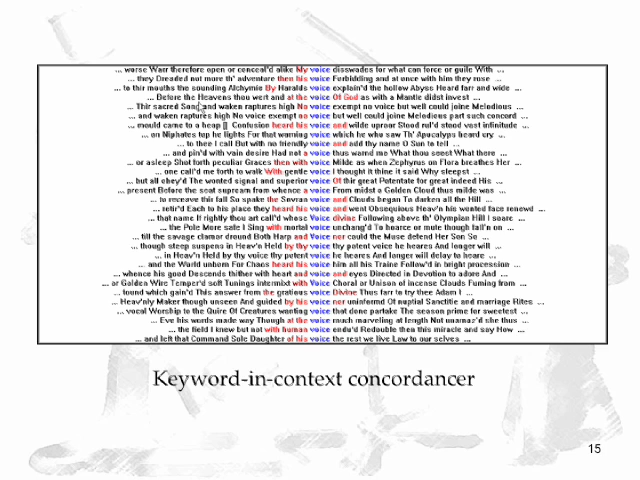 ... worse Warr therefore open or conceal'd alike My voice disswades for what can force or guile With ...
... they Dreaded not more th' adventure then his voice Forbidding and at once with him they rose ...
... to thir mouths the sounding Alchymie By Haralds voice explain'd the hollow Abyss Heard farr and wide ...
... Before the Heavens thou wert and at the voice Of God as with a Mantle didst invest ...
... Thir sacred Song and waken raptures high No voice exempt no voice but well could joine Melodious ...
... and waken raptures high No voice exempt no voice but well could joine Melodious part such concord ...
... mould came to a heap || Confusion heard his voice and wilde uproar Stood rul'd stood vast infinitude ...
... on Niphates top he lights For that warning voice which he who saw Th' Apocalyps heard cry ...
... to thee I call But with no friendly voice and add thy name O Sun to tell ...
... and pin'd with vain desire Had not a voice thus warnd me What thou seest What there ...
... or asleep Shot forth peculiar Graces then with voice Milde as when Zephyrus on Flora breathes Her ...
... one call'd me forth to walk With gentle voice I thought it thine it said Why sleepst ...
... but all obey'd The wonted signal and superior voice Of thir great Potentate for great indeed His ...
... present Before the seat supream from whence a voice From midst a Golden Cloud thus milde was ...
... to receave this fall So spake the Sovran voice and Clouds began To darken all the Hill ...
... retir'd Each to his place they heard his voice and went Obsequious Heav'n his wonted face renewd ...
... that name If rightly thou art call'd whose Voice divine Following above th' Olympian Hill I soare ...
... the Pole More safe I Sing with mortal voice unchang'd To hoarce or mute though fall'n on ...
... till the savage clamor dround Both Harp and Voice nor could the Muse defend Her Son So ...
... though steep suspens in Heav'n Held by thy voice thy potent voice he heares And longer will ...
... in Heav'n Held by thy voice thy potent voice he heares And longer will delay to heare ...
... and the World unborn For Chaos heard his voice him all his Traine Follow'd in bright procession ...
... whence his good Descends thither with heart and voice and eyes Directed in Devotion to adore And ...
... or Golden Wire Temper'd soft Tunings intermixt with Voice Choral or Unison of incense Clouds Fuming from ...
... found which gain'd This answer from the gratious voice Divine Thus farr to try thee Adam I ...
... Heav'nly Maker though unseen And guided by his voice nor uninformd Of nuptial Sanctitie and marriage Rites ...
... vocal Worship to the Quire Of Creatures wanting voice that done partake The season prime for sweetest ...
... Eve his words made way Though at the voice much marveling at length Not unamaz'd she thus ...
... the field I knew but not with human voice endu'd Redouble then this miracle and say How ...
... and left that Command Sole Daughter of his voice the rest we live Law to our selves ...
Keyword-in-context concordancer
15